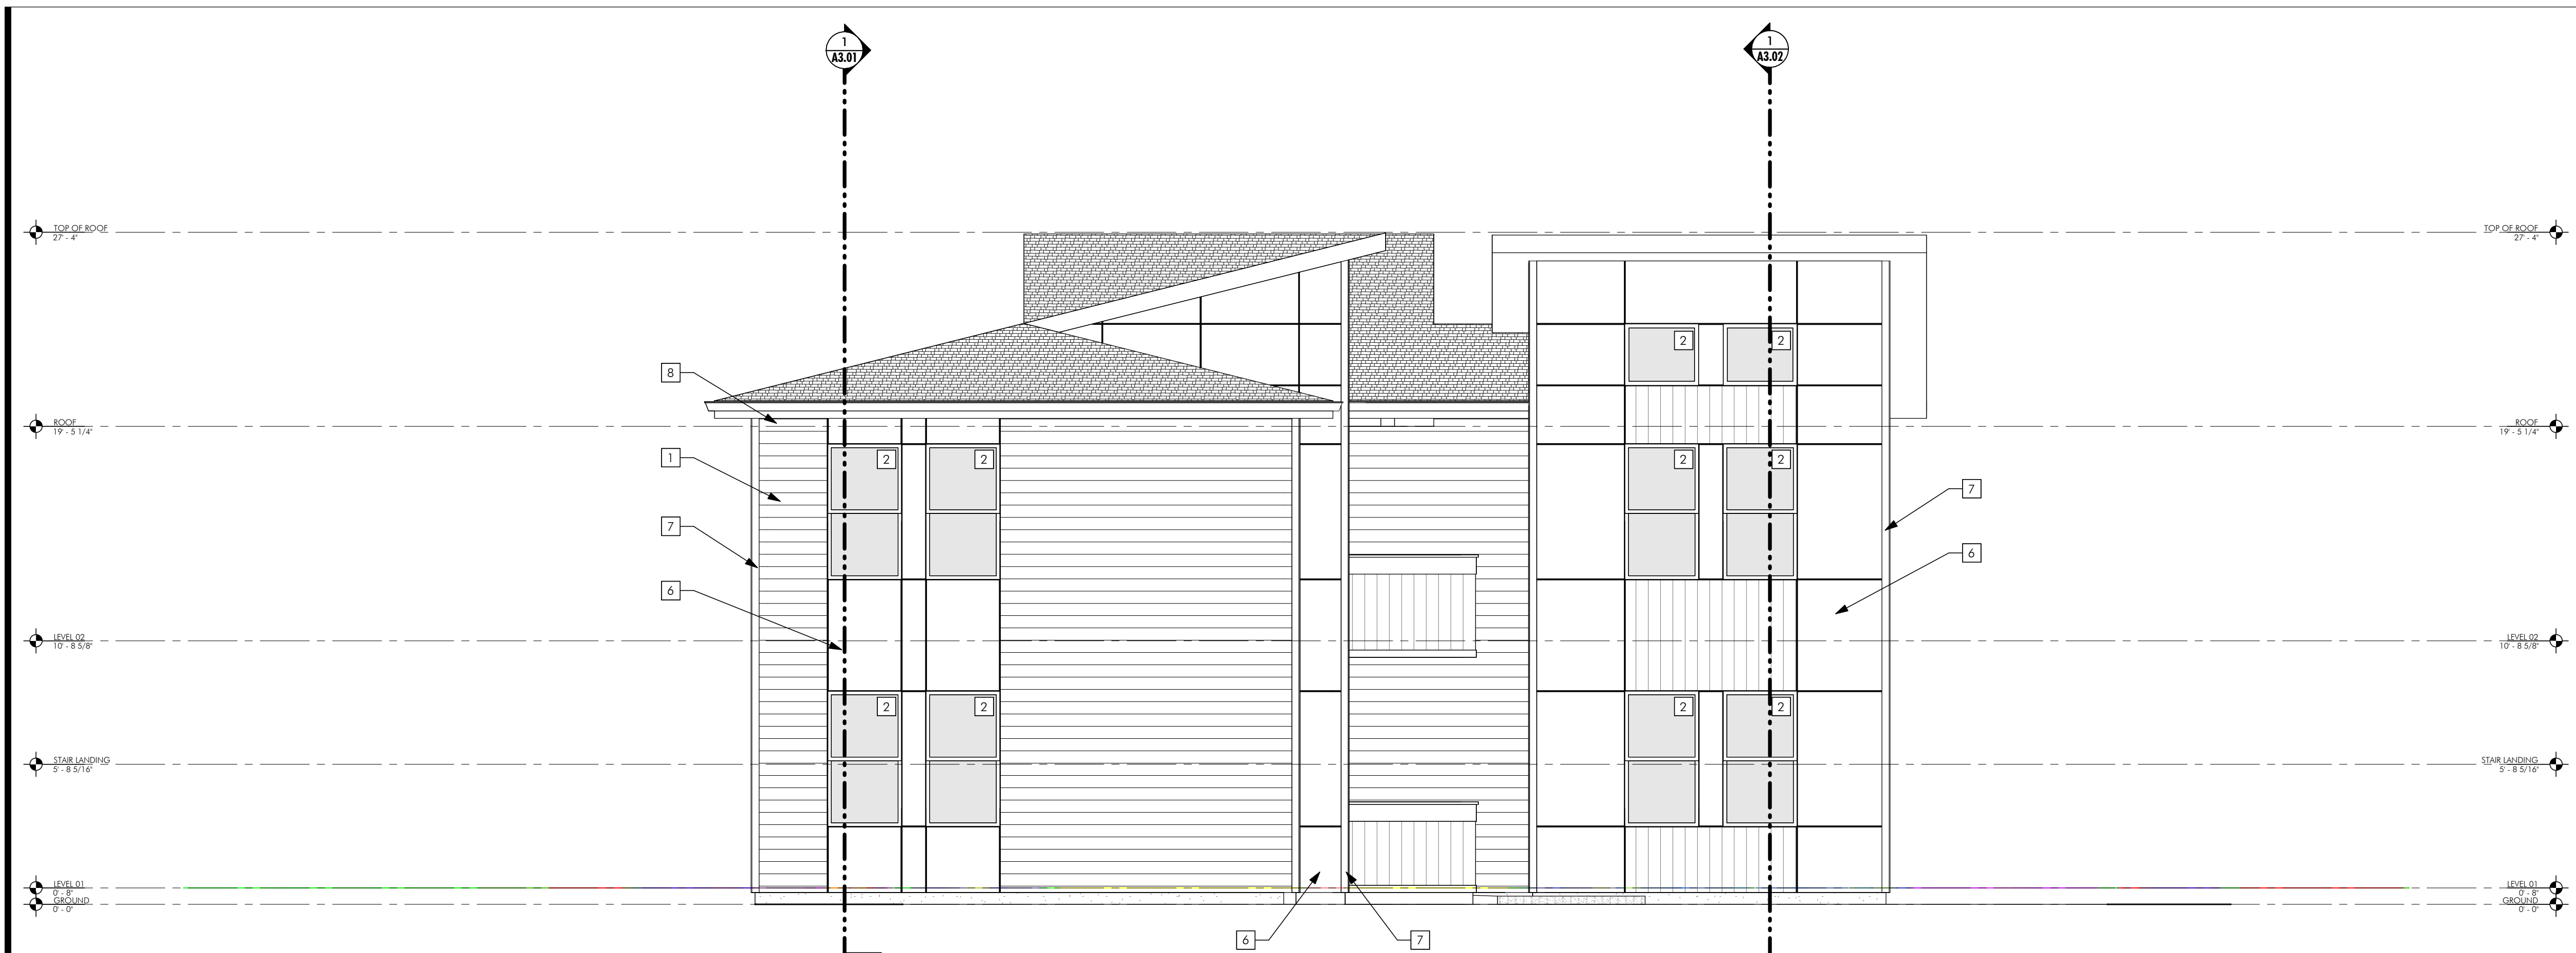 1
A3.01
1
A3.02
TOP OF ROOF
27' - 4"
TOP OF ROOF
27' - 4"
2
2
8
ROOF
19' - 5 1/4"
ROOF
19' - 5 1/4"
1
2
2
2
2
7
7
6
6
LEVEL 02
10' - 8 5/8"
LEVEL 02
10' - 8 5/8"
2
2
2
2
STAIR LANDING
5' - 8 5/16"
STAIR LANDING
5' - 8 5/16"
LEVEL 01
0' - 8"
LEVEL 01
0' - 8"
GROUND
0' - 0"
GROUND
0' - 0"
6
7